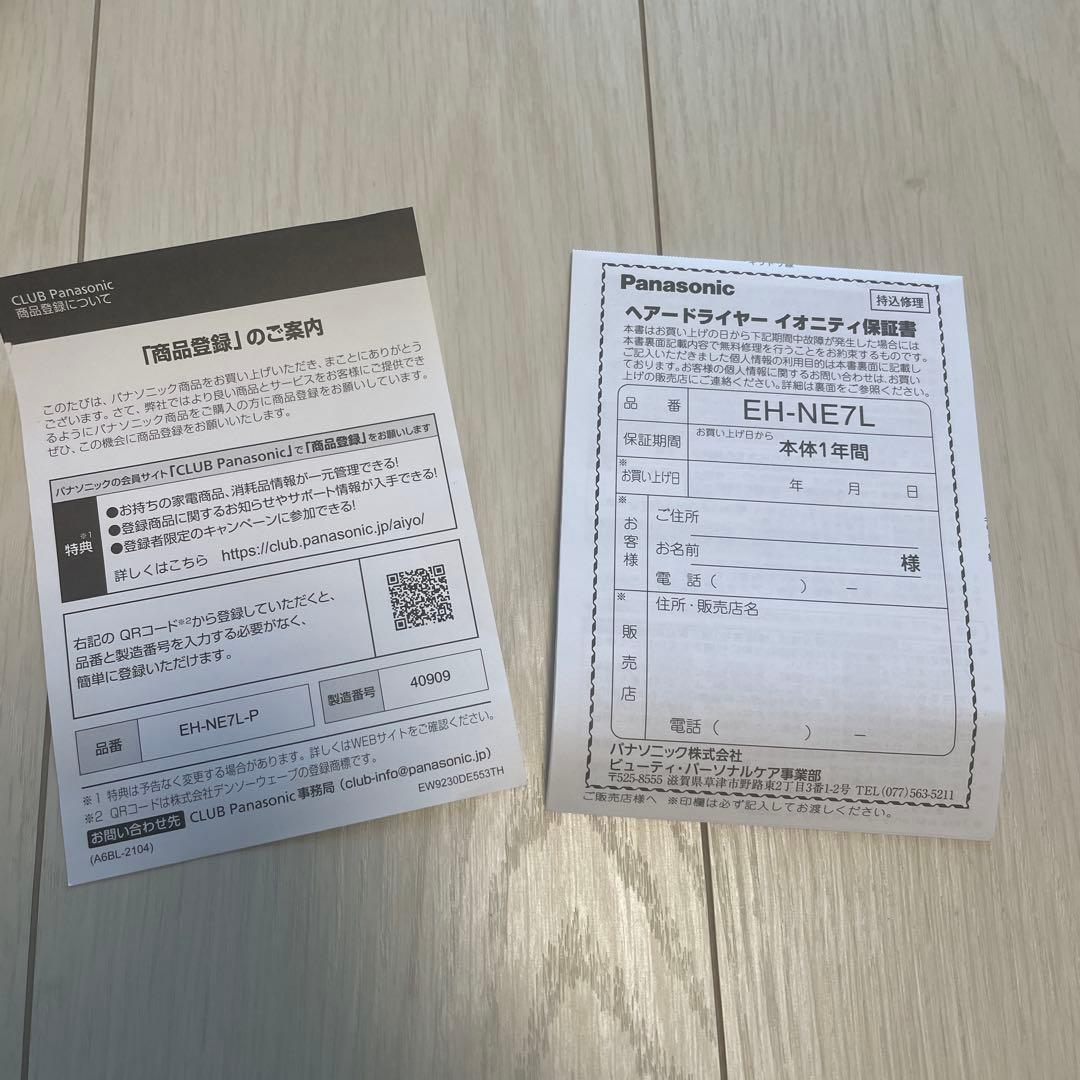 CLUB Panasonic
商品登録について
「商品登録」のご案内
このたびは、パナソニック商品をお買い上げいただき、まことにありがとう
ございます。さて、弊社ではより良い商品とサービスをお客様にご提供でき
るようにパナソニック商品をご購入の方に商品登録をお願いしています。
ぜひ、この機会に商品登録をお願いいたします。
パナソニックの会員サイト「CLUB Panasonic」で「商品登録」をお願いします
※1
特典
●お持ちの家電商品、消耗品情報が一元管理できる!
●登録商品に関するお知らせやサポート情報が入手できる!
●登録者限定のキャンペーンに参加できる!
詳しくはこちら https://club.panasonic.jp/aiyo/
右記の QRコード※2から登録していただくと、
品番と製造番号を入力する必要がなく、
簡単に登録いただけます。
品番 EH-NE7L-P 製造番号 40909
※1 特典は予告なく変更する場合があります。詳しくはWEBサイトをご確認ください。
※2 QRコードは株式会社デンソーウェーブの登録商標です。
お問い合わせ先 CLUB Panasonic 事務局 (club-info@panasonic.jp)
(A6BL-2104)
EW9230DE553TH
Panasonic
持込修理
ヘアードライヤー イオニティ保証書
本書はお買い上げの日から下記期間中故障が発生した場合には
本書裏面記載内容で無料修理を行うことをお約束するものです。
ご記入いただきました個人情報の利用目的は本書裏面に記載し
ております。お客様の個人情報に関するお問い合わせは、お買い
上げの販売店にご連絡ください。詳細は裏面をご参照ください。
品番 EH-NE7L
保証期間 お買い上げ日から 本体1年間
※
お買い上げ日 年 月 日
※
お客様
ご住所
お名前 様
電話( ) ―
※
販売店
住所・販売店名
電話( ) ―
パナソニック株式会社
ビューティ・パーソナルケア事業部
〒525-8555 滋賀県草津市野路東2丁目3番1-2号 TEL(077)563-5211
ご販売店様へ ※印欄は必ず記入してお渡しください。